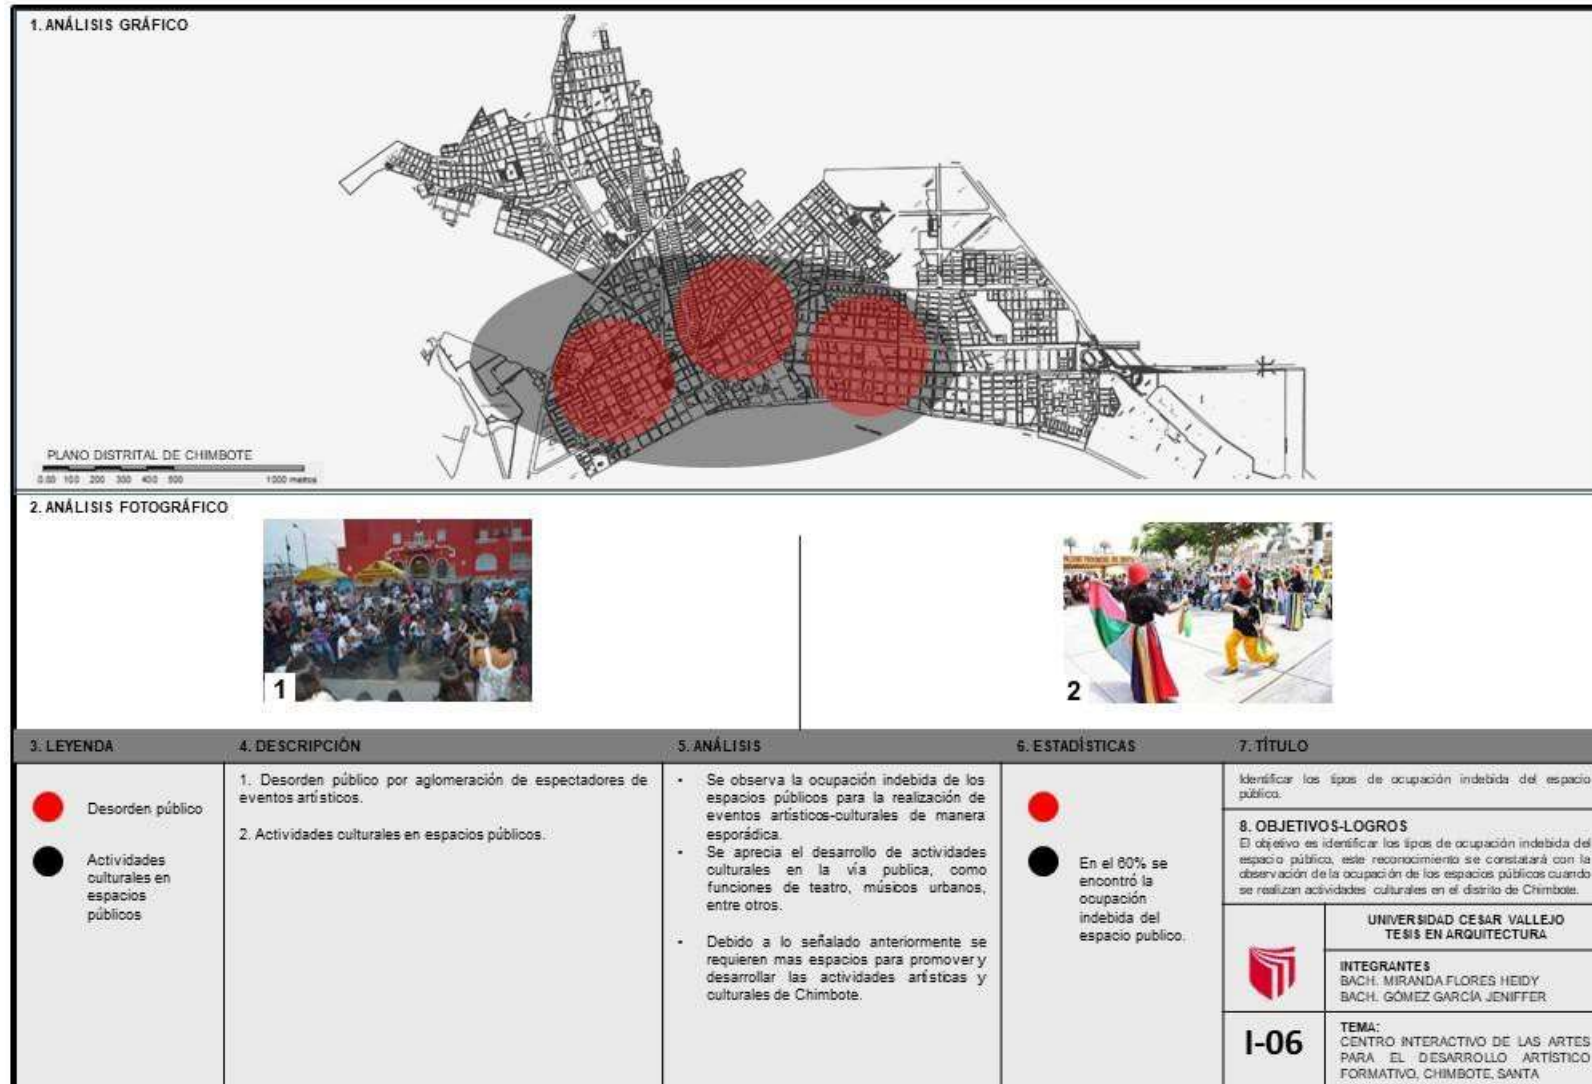 1. ANÁLISIS GRÁFICO
PLANO DISTRITAL DE CHIMBOTE
0.00 100 200 300 400 500 1000 metros
2. ANÁLISIS FOTOGRÁFICO
1
2
3. LEYENDA
Desorden público
Actividades
culturales en
espacios
públicos
4. DESCRIPCIÓN
1. Desorden público por aglomeración de espectadores de
eventos artísticos.
2. Actividades culturales en espacios públicos.
5. ANÁLISIS
- Se observa la ocupación indebida de los
espacios públicos para la realización de
eventos artísticos-culturales de manera
esporádica.
- Se aprecia el desarrollo de actividades
culturales en la vía publica, como
funciones de teatro, músicos urbanos,
entre otros.
- Debido a lo señalado anteriormente se
requieren mas espacios para promover y
desarrollar las actividades artísticas y
culturales de Chimbote.
6. ESTADÍSTICAS
En el 60% se
encontró la
ocupación
indebida del
espacio publico.
7. TÍTULO
Identificar los tipos de ocupación indebida del espacio
público.
8. OBJETIVOS-LOGROS
El objetivo es identificar los tipos de ocupación indebida del
espacio público, este reconocimiento se constatará con la
observación de la ocupación de los espacios públicos cuando
se realizan actividades culturales en el distrito de Chimbote.
UNIVERSIDAD CESAR VALLEJO
TESIS EN ARQUITECTURA
INTEGRANTES
BACH. MIRANDA FLORES HEIDY
BACH. GÓMEZ GARCÍA JENIFFER
I-06
TEMA:
CENTRO INTERACTIVO DE LAS ARTES
PARA EL DESARROLLO ARTÍSTICO
FORMATIVO, CHIMBOTE, SANTA